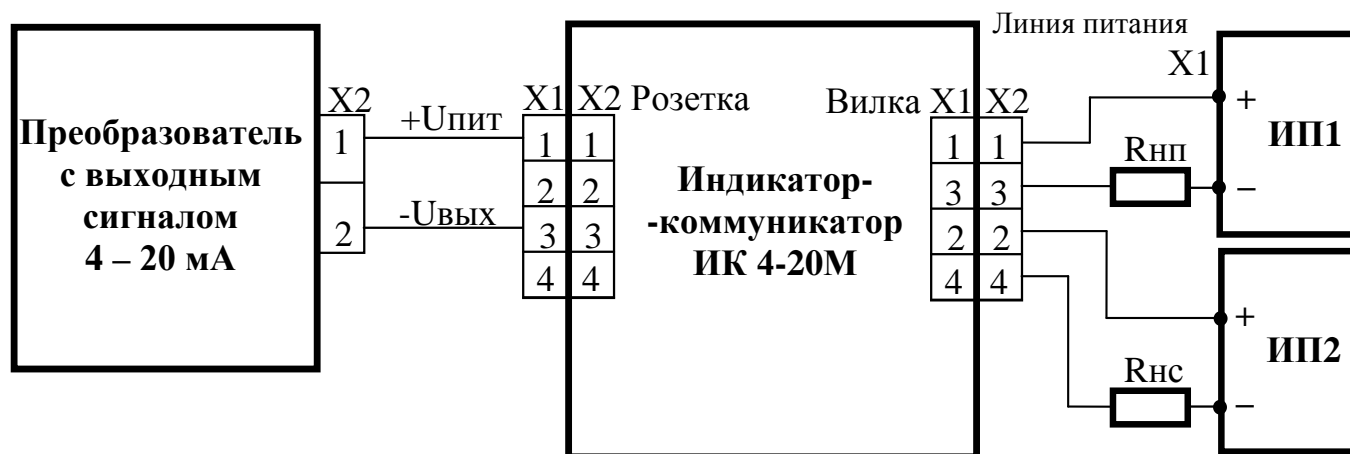 Линия питания
X1
X2
Преобразователь
с выходным
сигналом
4 – 20 мА
1
2
+Uпит
-Uвых
X1 X2 Розетка
1 1
2 2
3 3
4 4
Индикатор-
-коммуникатор
ИК 4-20М
Вилка X1 X2
1 1
3 3
2 2
4 4
Rнп
Rнс
+
ИП1
–
+
ИП2
–